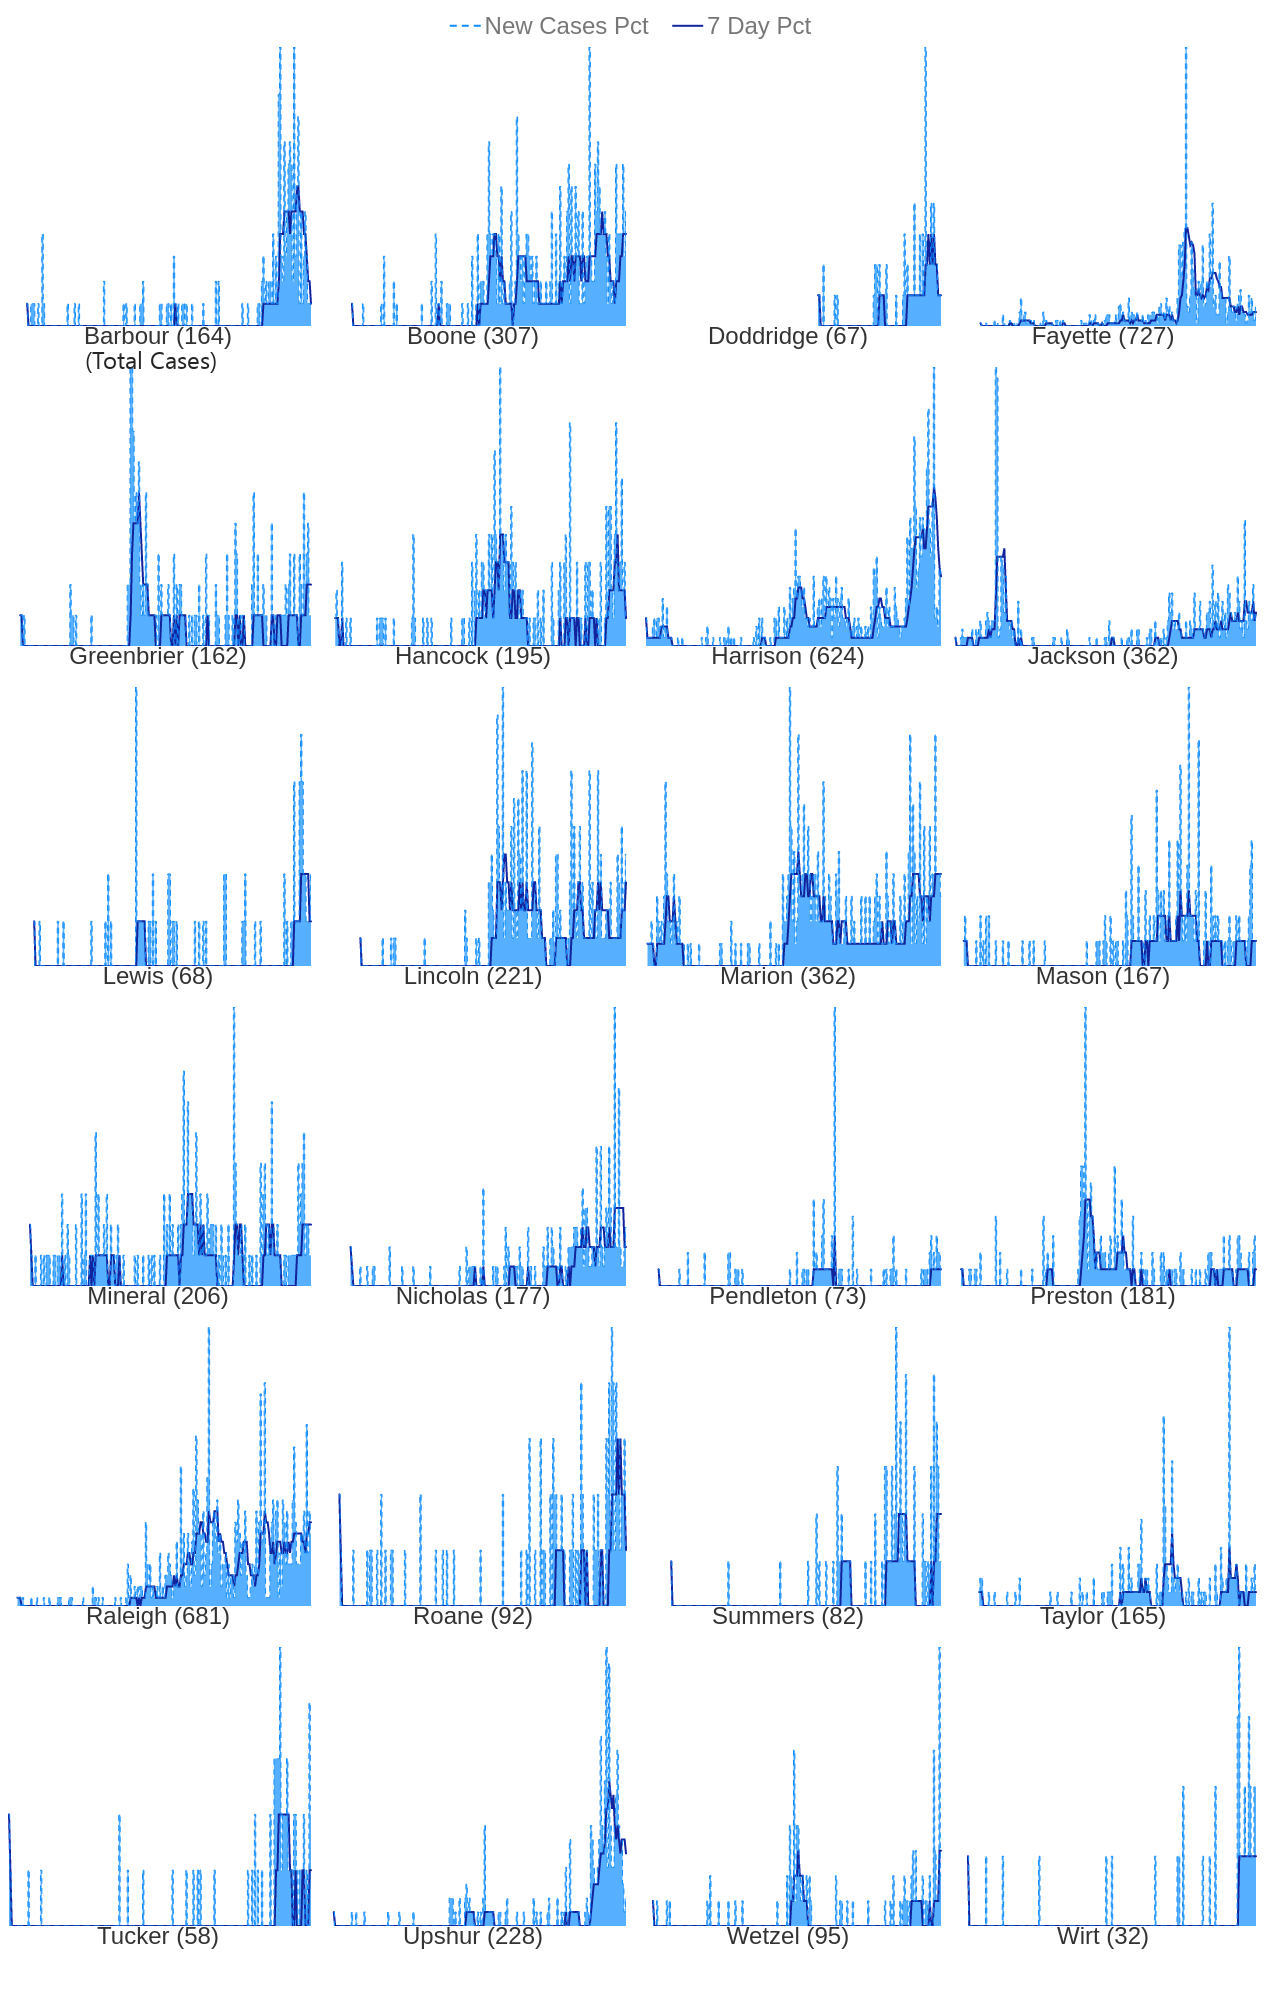 New Cases Pct 7 Day Pct
Barbour (164) Boone (307) Doddridge (67) Fayette (727)
(Total Cases)
Greenbrier (162) Hancock (195) Harrison (624) Jackson (362)
Lewis (68) Lincoln (221) Marion (362) Mason (167)
Mineral (206) Nicholas (177) Pendleton (73) Preston (181)
Raleigh (681) Roane (92) Summers (82) Taylor (165)
Tucker (58) Upshur (228) Wetzel (95) Wirt (32)